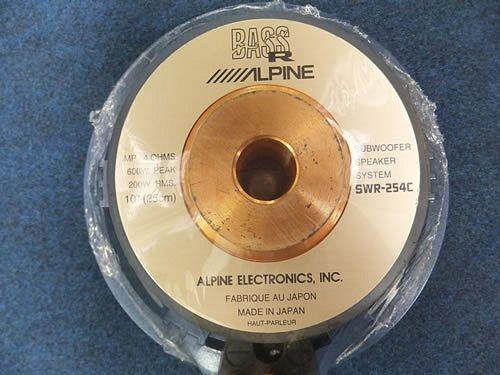 BASS
R
ALPINE
IMP. 4 OHMS
600W. PEAK
200W RMS.
10" (25cm)
SUBWOOFER
SPEAKER
SYSTEM
SWR-254C
ALPINE ELECTRONICS, INC.
FABRIQUE AU JAPON
MADE IN JAPAN
HAUT-PARLEUR